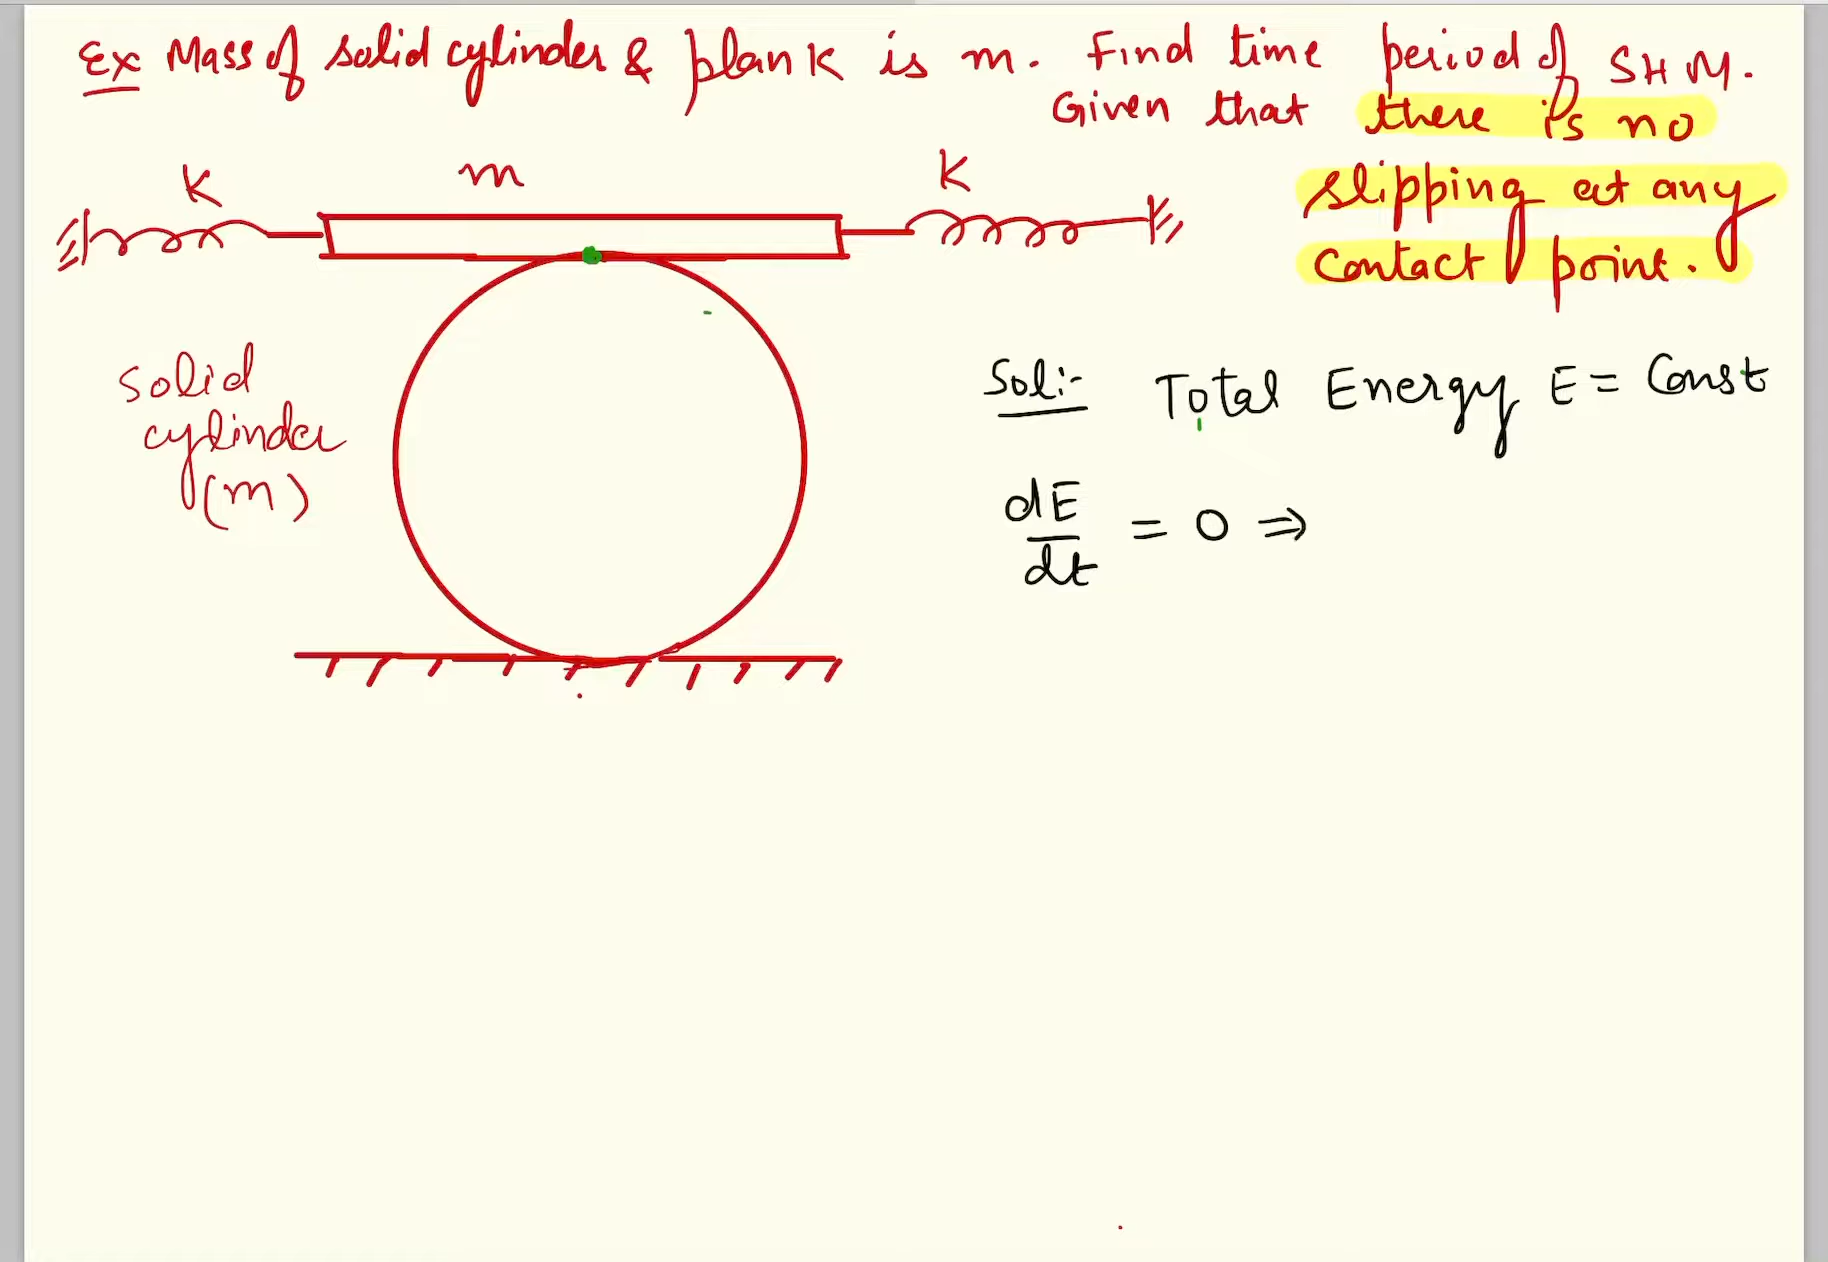 Ex Mass of solid cylinder & plank is m. Find time period of SHM.
Given that there is no
slipping at any
contact point.
K m K
solid
cylinder
(m)
Sol:- Total Energy E = Const
dE/dt = 0 ⇒